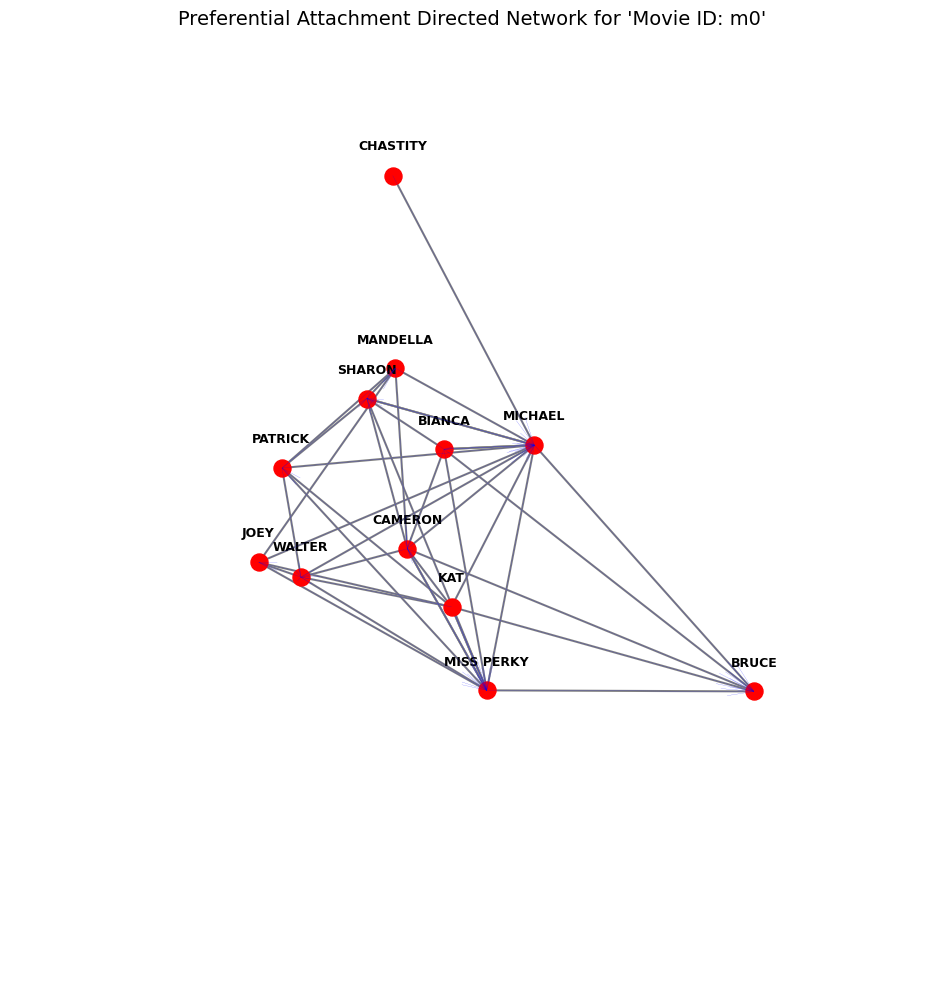 Preferential Attachment Directed Network for 'Movie ID: m0'
CHASTITY
MANDELLA
SHARON
MICHAEL
BIANCA
PATRICK
CAMERON
JOEY
WALTER
KAT
MISS PERKY
BRUCE